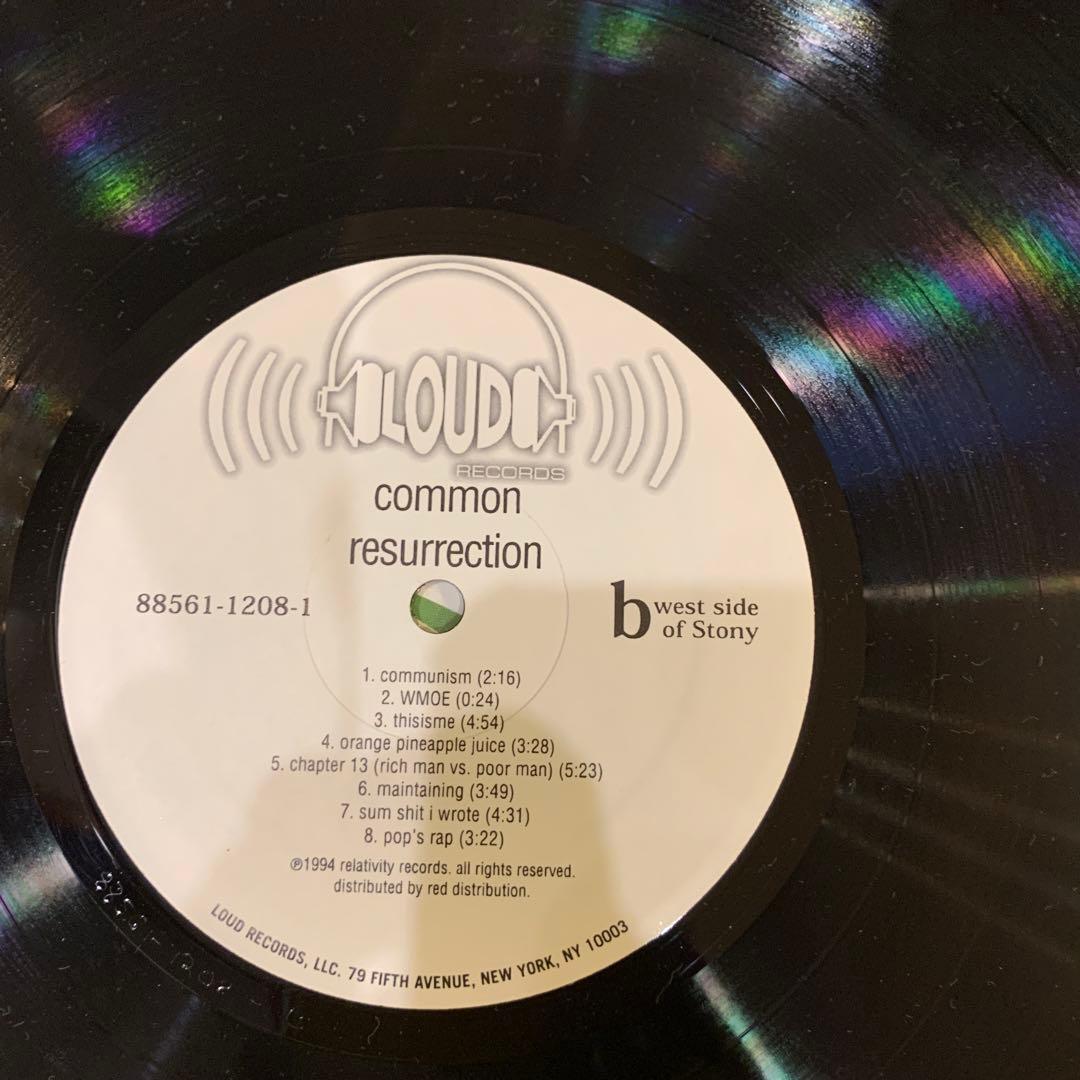 LOUD
RECORDS
common
resurrection
88561-1208-1
b west side
of Stony
1. communism (2:16)
2. WMOE (0:24)
3. thisisme (4:54)
4. orange pineapple juice (3:28)
5. chapter 13 (rich man vs. poor man) (5:23)
6. maintaining (3:49)
7. sum shit i wrote (4:31)
8. pop's rap (3:22)
℗1994 relativity records. all rights reserved.
distributed by red distribution.
LOUD RECORDS, LLC. 79 FIFTH AVENUE, NEW YORK, NY 10003